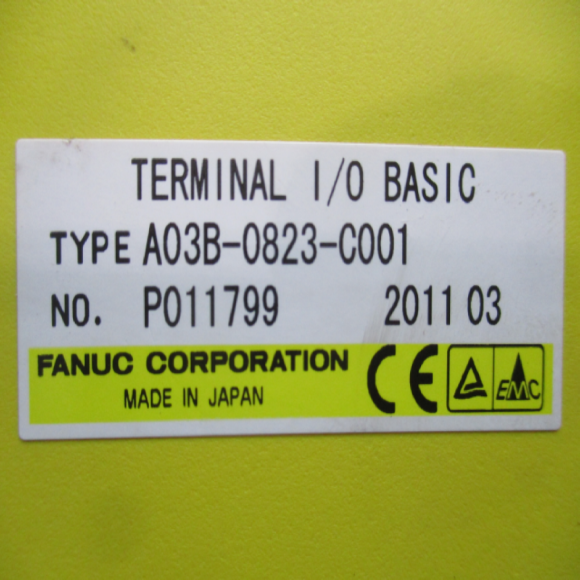 TERMINAL I/O BASIC
TYPE A03B-0823-C001
NO. P011799 2011 03
FANUC CORPORATION CE EMC
MADE IN JAPAN